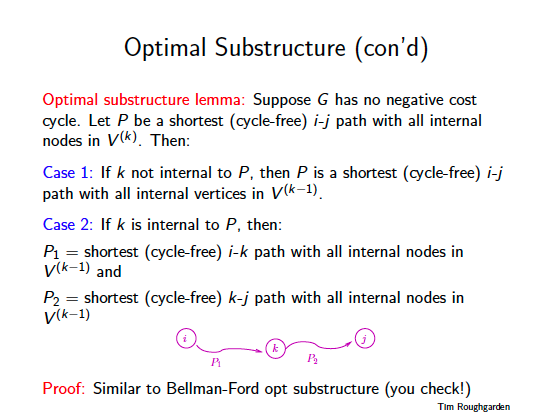 Optimal Substructure (con'd)
Optimal substructure lemma: Suppose G has no negative cost
cycle. Let P be a shortest (cycle-free) i-j path with all internal
nodes in V^(k). Then:
Case 1: If k not internal to P, then P is a shortest (cycle-free) i-j
path with all internal vertices in V^(k−1).
Case 2: If k is internal to P, then:
P₁ = shortest (cycle-free) i-k path with all internal nodes in
V^(k−1) and
P₂ = shortest (cycle-free) k-j path with all internal nodes in
V^(k−1)
i k j
P₁ P₂
Proof: Similar to Bellman-Ford opt substructure (you check!)
Tim Roughgarden